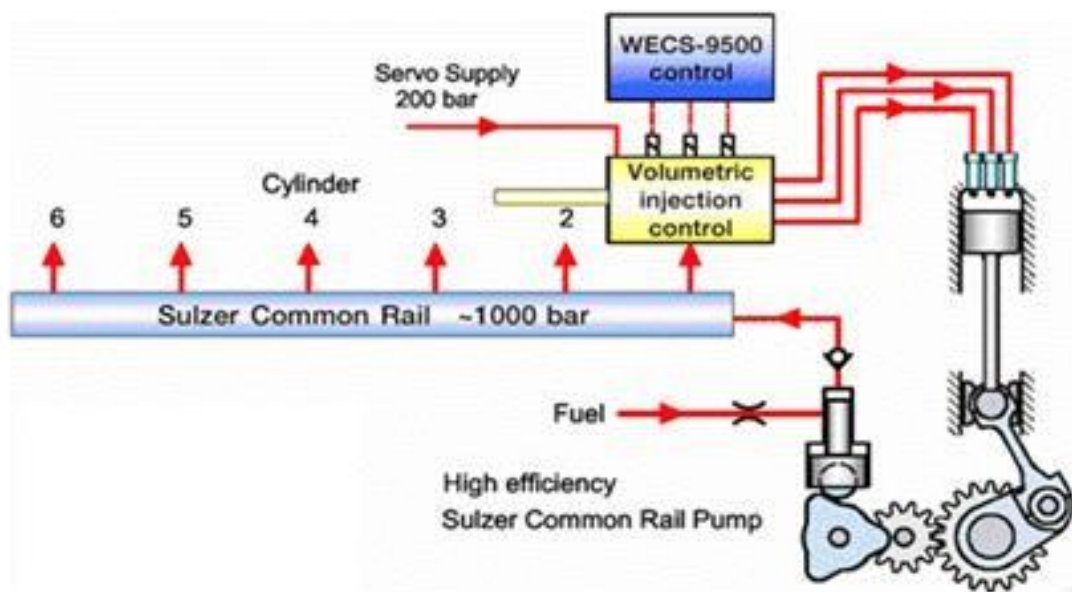 WECS-9500
control
Servo Supply
200 bar
Volumetric
injection
control
Cylinder
6 5 4 3 2
Sulzer Common Rail ~1000 bar
Fuel
High efficiency
Sulzer Common Rail Pump